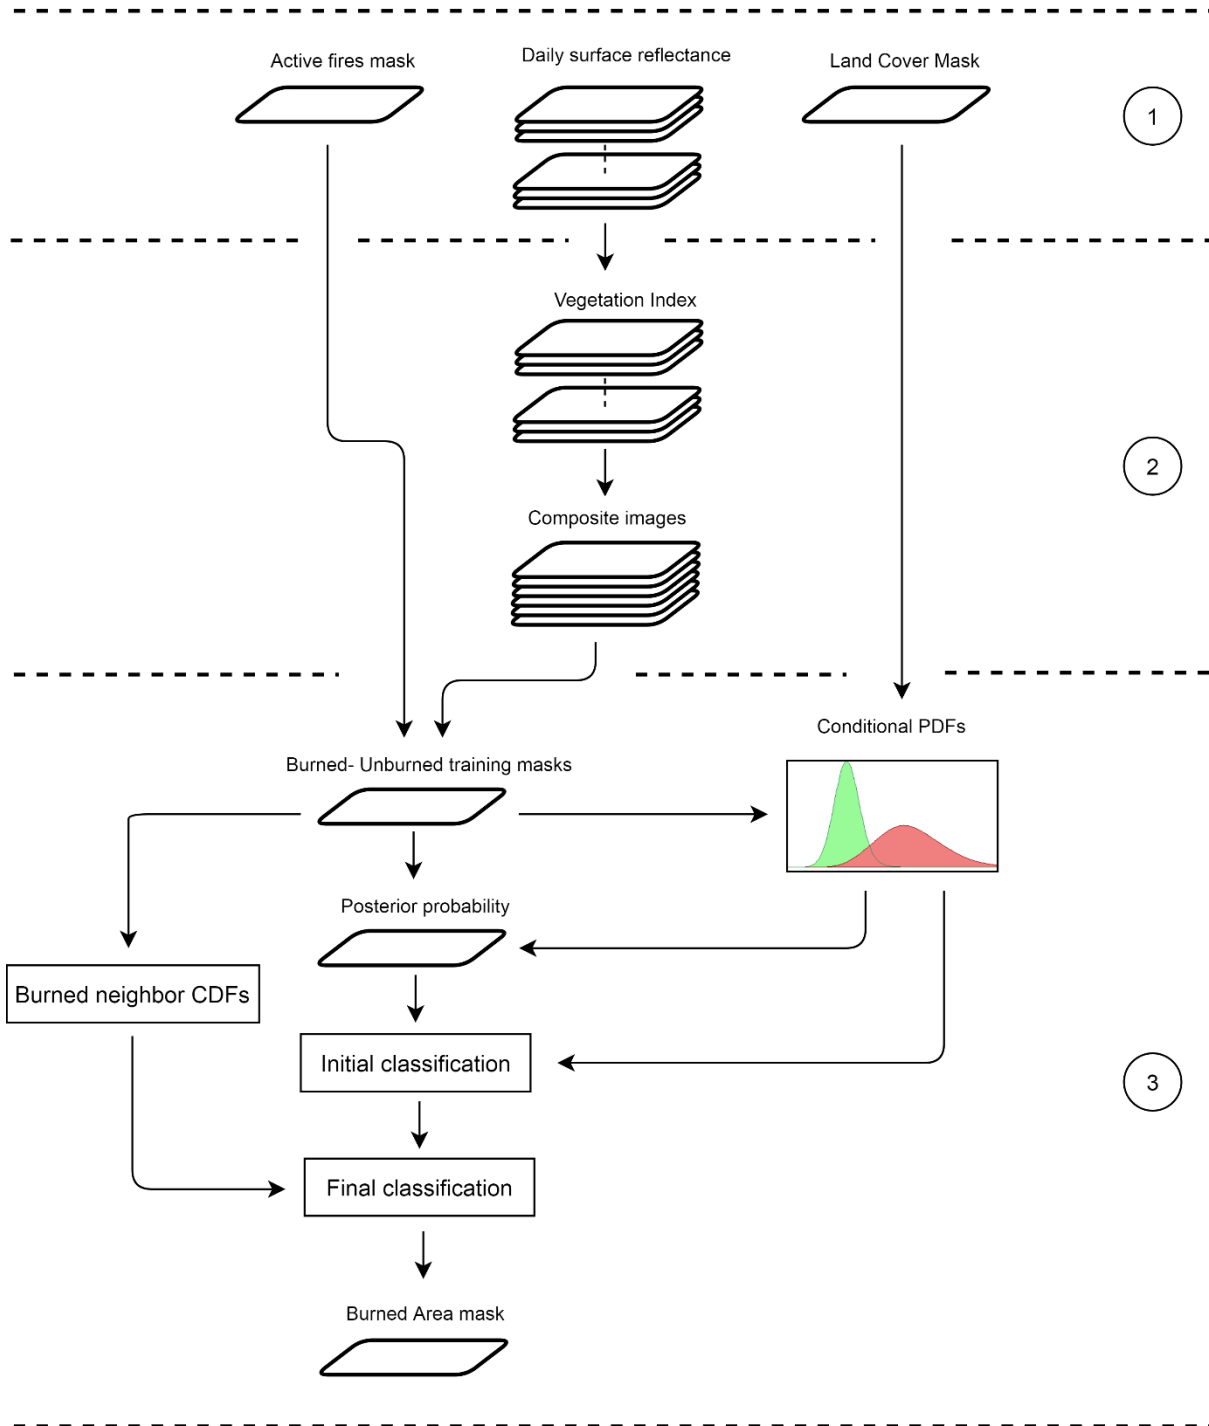 Active fires mask
Daily surface reflectance
Land Cover Mask
1
Vegetation Index
2
Composite images
Conditional PDFs
Burned- Unburned training masks
Posterior probability
Burned neighbor CDFs
Initial classification
3
Final classification
Burned Area mask